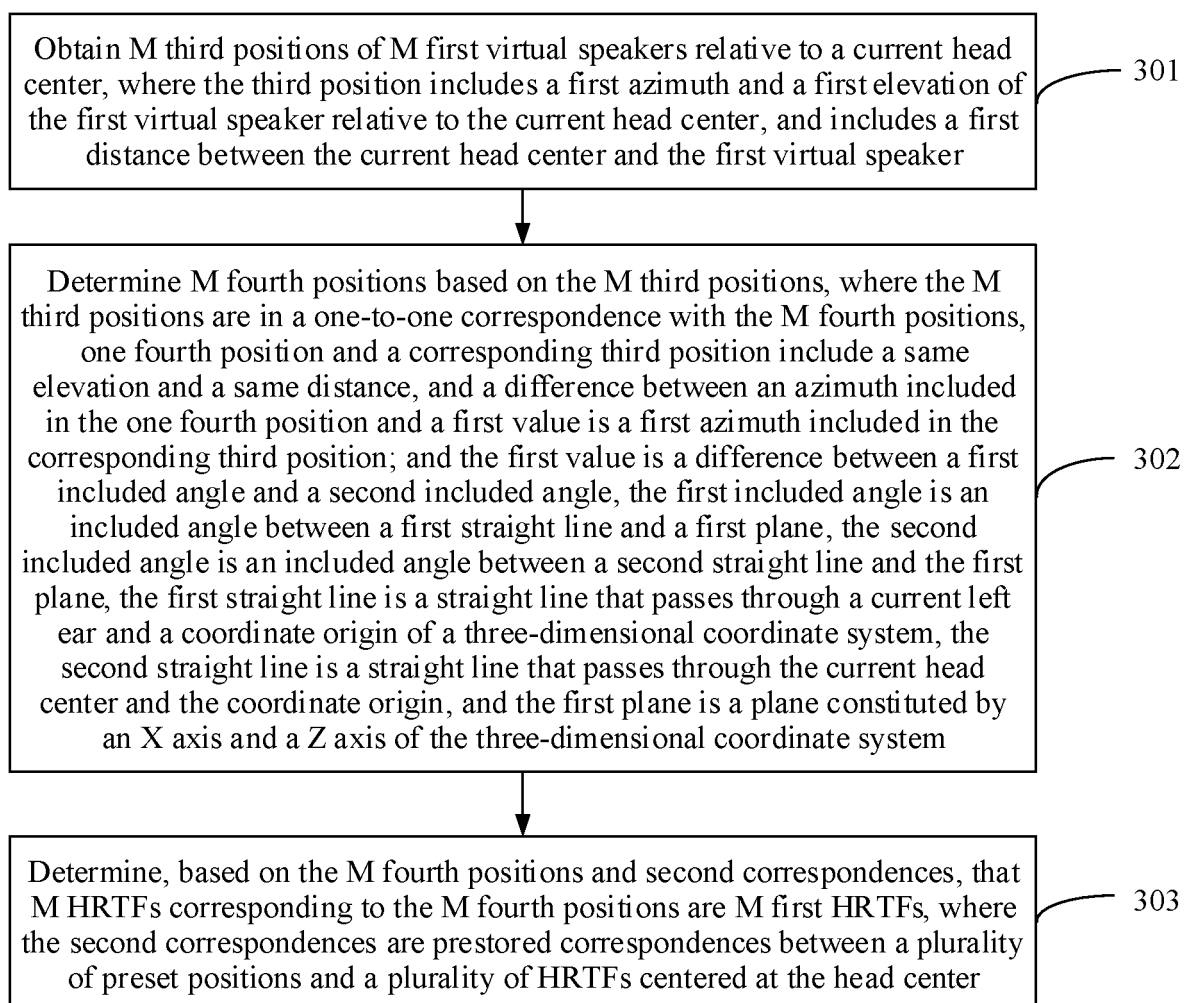 Obtain M third positions of M first virtual speakers relative to a current head
center, where the third position includes a first azimuth and a first elevation of
the first virtual speaker relative to the current head center, and includes a first
distance between the current head center and the first virtual speaker
301
Determine M fourth positions based on the M third positions, where the M
third positions are in a one-to-one correspondence with the M fourth positions,
one fourth position and a corresponding third position include a same
elevation and a same distance, and a difference between an azimuth included
in the one fourth position and a first value is a first azimuth included in the
corresponding third position; and the first value is a difference between a first
included angle and a second included angle, the first included angle is an
included angle between a first straight line and a first plane, the second
included angle is an included angle between a second straight line and the first
plane, the first straight line is a straight line that passes through a current left
ear and a coordinate origin of a three-dimensional coordinate system, the
second straight line is a straight line that passes through the current head
center and the coordinate origin, and the first plane is a plane constituted by
an X axis and a Z axis of the three-dimensional coordinate system
302
Determine, based on the M fourth positions and second correspondences, that
M HRTFs corresponding to the M fourth positions are M first HRTFs, where
the second correspondences are prestored correspondences between a plurality
of preset positions and a plurality of HRTFs centered at the head center
303